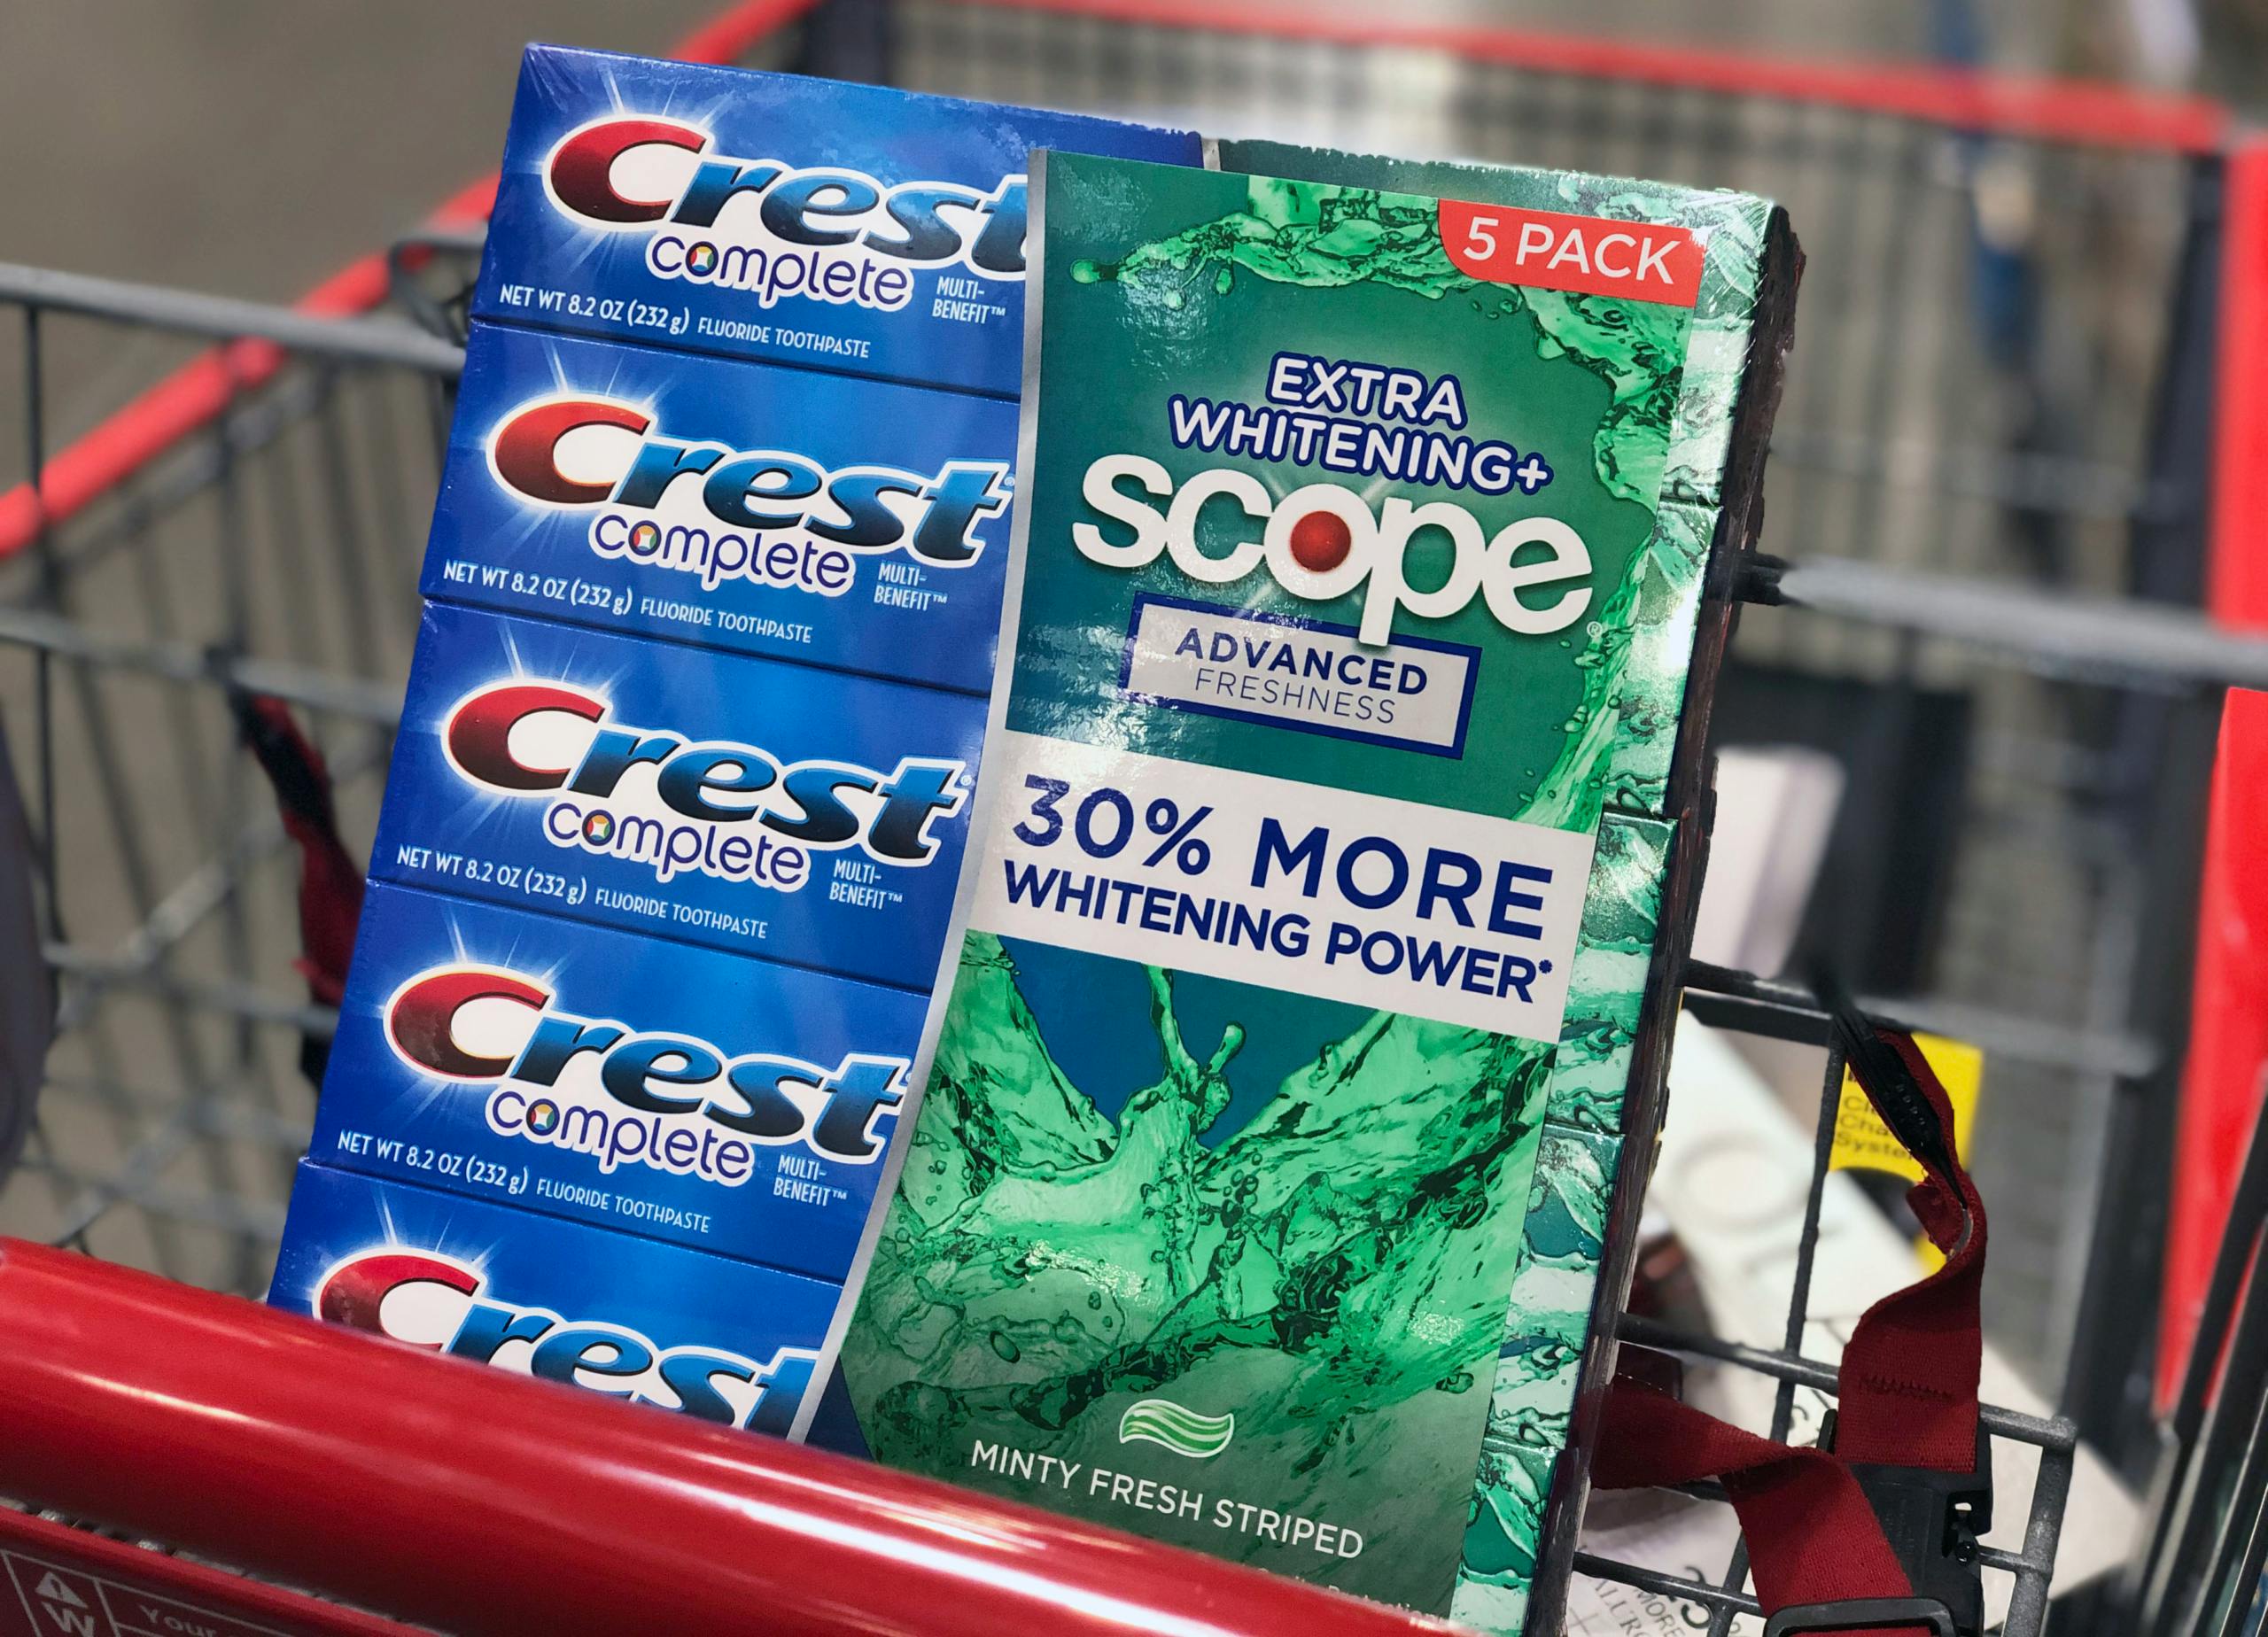 Crest
complete
MULTI-
BENEFIT™
NET WT 8.2 OZ (232 g) FLUORIDE TOOTHPASTE
Crest®
complete
MULTI-
BENEFIT™
NET WT 8.2 OZ (232 g) FLUORIDE TOOTHPASTE
Crest®
complete
MULTI-
BENEFIT™
NET WT 8.2 OZ (232 g) FLUORIDE TOOTHPASTE
Crest
complete
MULTI-
BENEFIT™
NET WT 8.2 OZ (232 g) FLUORIDE TOOTHPASTE
Crest
5 PACK
EXTRA
WHITENING+
scope®
ADVANCED
FRESHNESS
30% MORE
WHITENING POWER*
MINTY FRESH STRIPED
W
Your